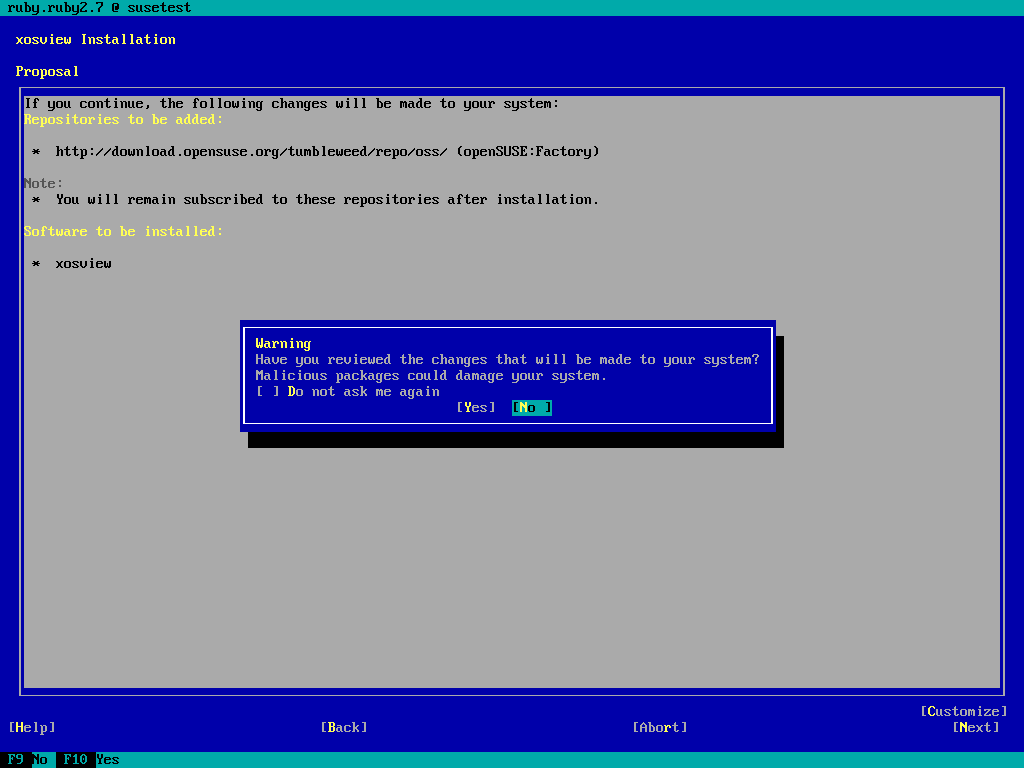 ruby.ruby2.7 @ susetest
xosview Installation
Proposal
If you continue, the following changes will be made to your system:
Repositories to be added:
* http://download.opensuse.org/tumbleweed/repo/oss/ (openSUSE:Factory)
Note:
* You will remain subscribed to these repositories after installation.
Software to be installed:
* xosview
Warning
Have you reviewed the changes that will be made to your system?
Malicious packages could damage your system.
[ ] Do not ask me again
[Yes] [No ]
[Customize]
[Help] [Back] [Abort] [Next]
F9 No F10 Yes